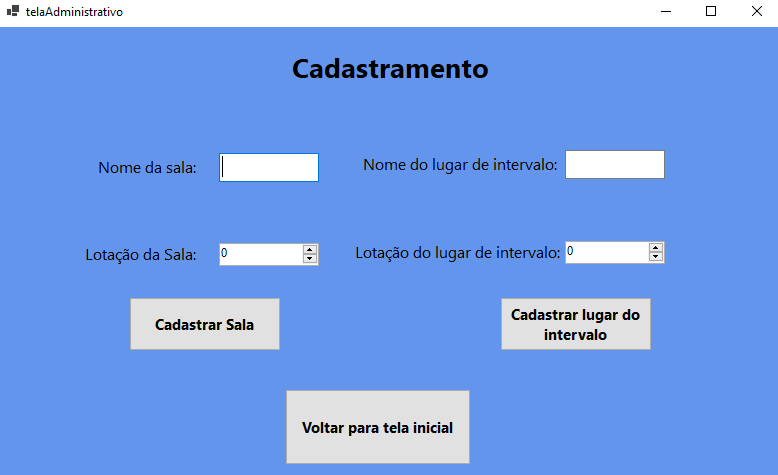 telaAdministrativo
Cadastramento
Nome da sala:
Nome do lugar de intervalo:
Lotação da Sala:
0
Lotação do lugar de intervalo:
0
Cadastrar Sala
Cadastrar lugar do
intervalo
Voltar para tela inicial